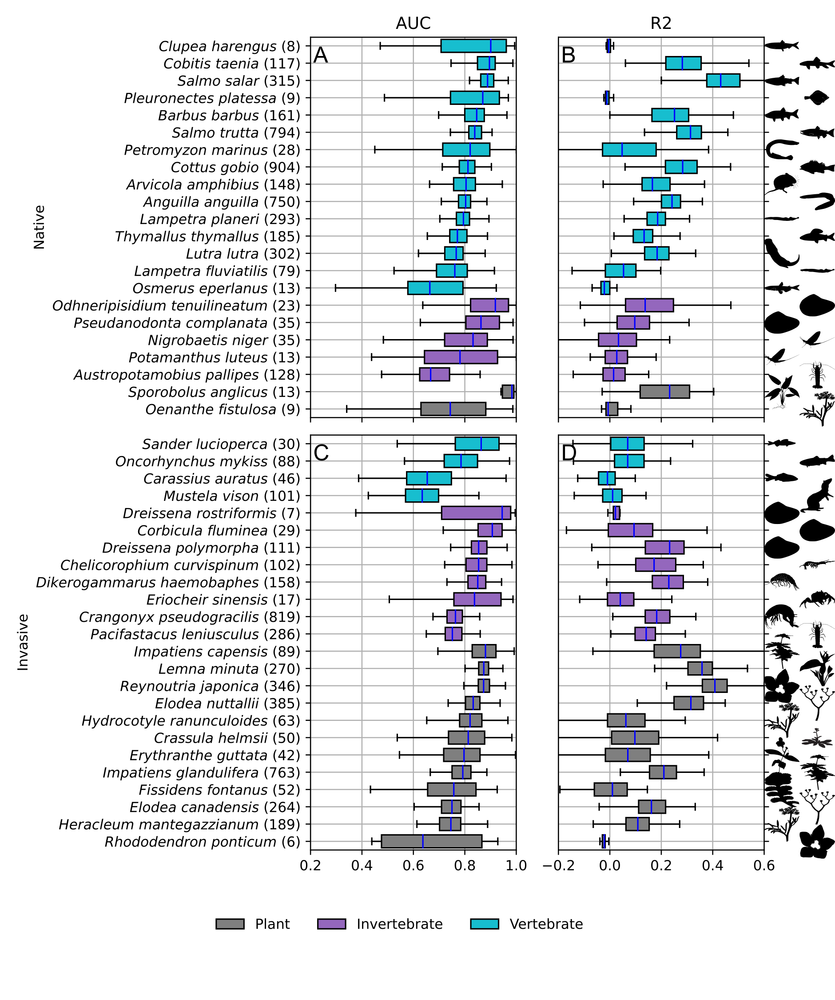 AUC
R2
A
B
Native
Clupea harengus (8)
Cobitis taenia (117)
Salmo salar (315)
Pleuronectes platessa (9)
Barbus barbus (161)
Salmo trutta (794)
Petromyzon marinus (28)
Cottus gobio (904)
Arvicola amphibius (148)
Anguilla anguilla (750)
Lampetra planeri (293)
Thymallus thymallus (185)
Lutra lutra (302)
Lampetra fluviatilis (79)
Osmerus eperlanus (13)
Odhneripisidium tenuilineatum (23)
Pseudanodonta complanata (35)
Nigrobaetis niger (35)
Potamanthus luteus (13)
Austropotamobius pallipes (128)
Sporobolus anglicus (13)
Oenanthe fistulosa (9)
C
D
Invasive
Sander lucioperca (30)
Oncorhynchus mykiss (88)
Carassius auratus (46)
Mustela vison (101)
Dreissena rostriformis (7)
Corbicula fluminea (29)
Dreissena polymorpha (111)
Chelicorophium curvispinum (102)
Dikerogammarus haemobaphes (158)
Eriocheir sinensis (17)
Crangonyx pseudogracilis (819)
Pacifastacus leniusculus (286)
Impatiens capensis (89)
Lemna minuta (270)
Reynoutria japonica (346)
Elodea nuttallii (385)
Hydrocotyle ranunculoides (63)
Crassula helmsii (50)
Erythranthe guttata (42)
Impatiens glandulifera (763)
Fissidens fontanus (52)
Elodea canadensis (264)
Heracleum mantegazzianum (189)
Rhododendron ponticum (6)
0.2 0.4 0.6 0.8 1.0
−0.2 0.0 0.2 0.4 0.6
Plant Invertebrate Vertebrate